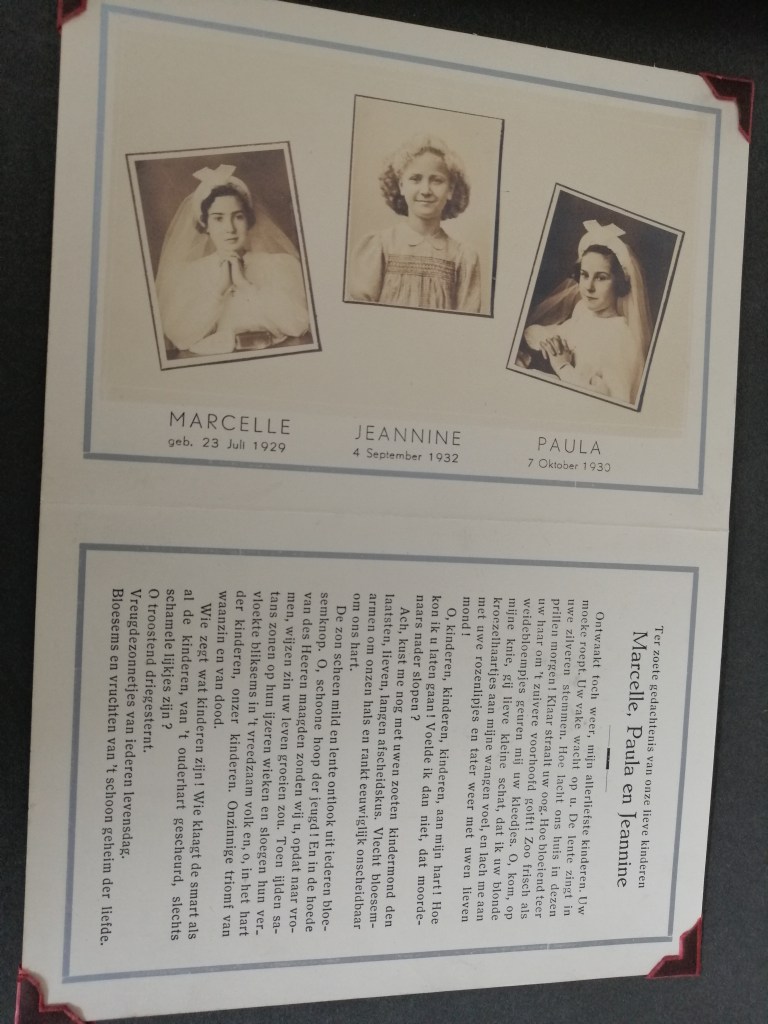 MARCELLE
geb. 23 Juli 1929
JEANNINE
4 September 1932
PAULA
7 Oktober 1930
Ter zoete gedachtenis van onze lieve kinderen
Marcelle, Paula en Jeannine
Ontwaakt toch weer, mijn allerliefste kinderen. Uw
moeke roept. Uw vake wacht op u. De lente zingt in
uwe zilveren stemmen. Hoe lacht ons huis in dezen
prillen morgen! Klaar straalt uw oog. Hoe bloeiend teer
uw haar om 't zuivere voorhoofd golft! Zoo frisch als
weidebloempjes geuren mij uw kleedjes. O, kom, op
mijne knie, gij lieve kleine schat, dat ik uw blonde
kroezelhaartjes aan mijne wangen voel, en lach me aan
met uwe rozenlipjes en tater weer met uwen lieven
mond!
O, kinderen, kinderen, kinderen, aan mijn hart! Hoe
kon ik u laten gaan! Voelde ik dan niet, dat moorde-
naars nader slopen?
Ach, kust me nog met uwen zoeten kindermond den
laatsten, lieven, langen afscheidskus. Vlecht bloesem-
armen om onzen hals en rankt eeuwiglijk onscheidbaar
om ons hart.
De zon scheen mild en lente ontlook uit iederen bloe-
semknop. O, schoone hoop der jeugd! En in de hoede
van des Heeren maagden zonden wij u, opdat naar vro-
men, wijzen zin uw leven groeien zou. Toen ijlden sa-
tans zonen op hun ijzeren wieken en sloegen hun ver-
vloekte bliksems in 't vreedzaam volk en, o, in het hart
der kinderen, onzer kinderen. Onzinnige triomf van
waanzin en van dood.
Wie zegt wat kinderen zijn! Wie klaagt de smart als
al de kinderen, van 't ouderhart gescheurd, slechts
schamele lijkjes zijn?
O troostend driegesternt.
Vreugdezonnetjes van iederen levensdag.
Bloesems en vruchten van 't schoon geheim der liefde.